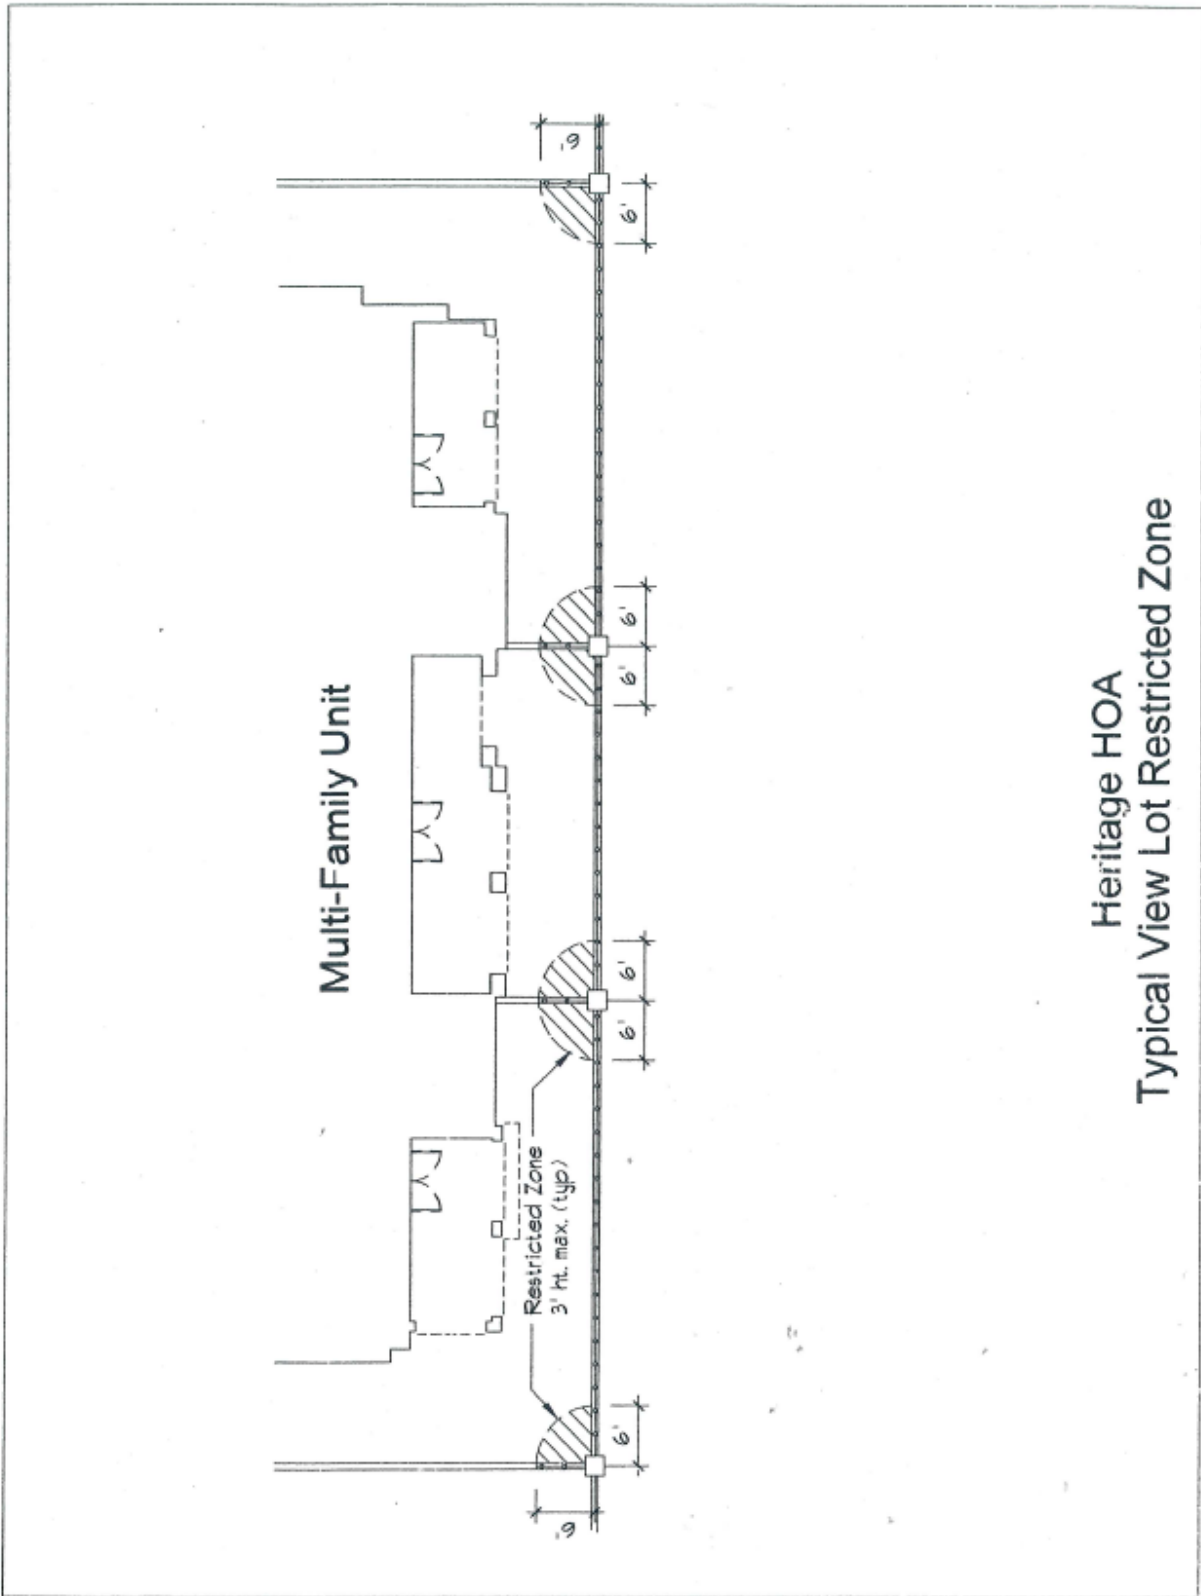 Multi-Family Unit
Restricted Zone
3' ht. max. (typ)
6'
6'
6'
6'
6'
6'
6'
6'
Heritage HOA
Typical View Lot Restricted Zone